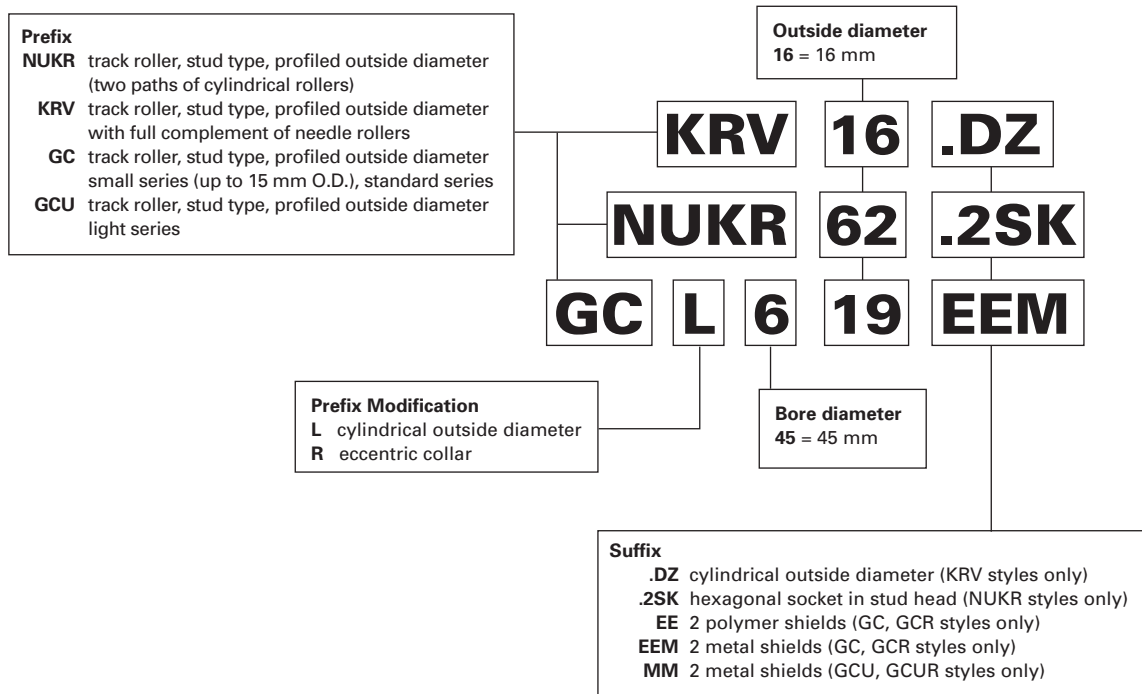 Prefix
NUKR track roller, stud type, profiled outside diameter
(two paths of cylindrical rollers)
KRV track roller, stud type, profiled outside diameter
with full complement of needle rollers
GC track roller, stud type, profiled outside diameter
small series (up to 15 mm O.D.), standard series
GCU track roller, stud type, profiled outside diameter
light series
Outside diameter
16 = 16 mm
KRV 16 .DZ
NUKR 62 .2SK
GC L 6 19 EEM
Prefix Modification
L cylindrical outside diameter
R eccentric collar
Bore diameter
45 = 45 mm
Suffix
.DZ cylindrical outside diameter (KRV styles only)
.2SK hexagonal socket in stud head (NUKR styles only)
EE 2 polymer shields (GC, GCR styles only)
EEM 2 metal shields (GC, GCR styles only)
MM 2 metal shields (GCU, GCUR styles only)